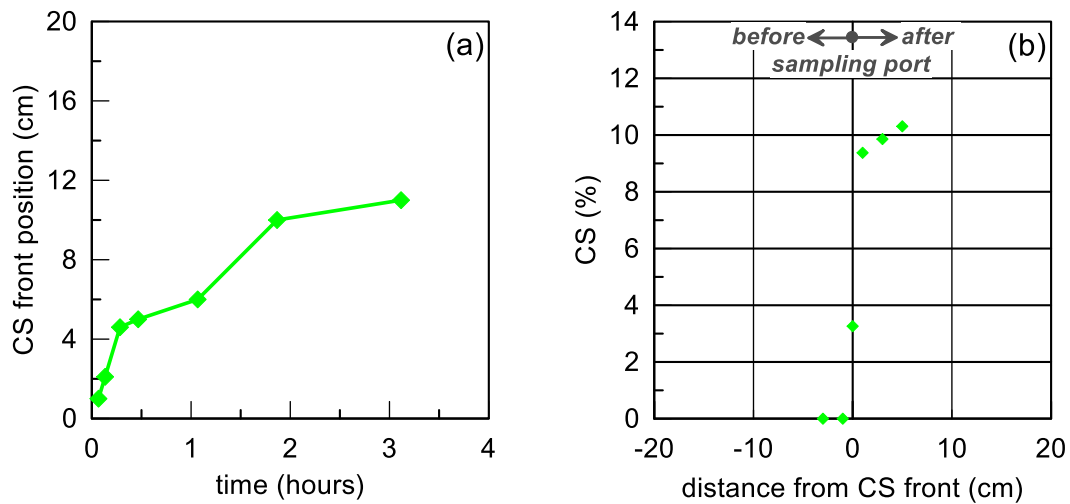 (a)
CS front position (cm)
20
16
12
8
4
0
0 1 2 3 4
time (hours)
(b)
before after
sampling port
CS (%)
14
12
10
8
6
4
2
0
-20 -10 0 10 20
distance from CS front (cm)